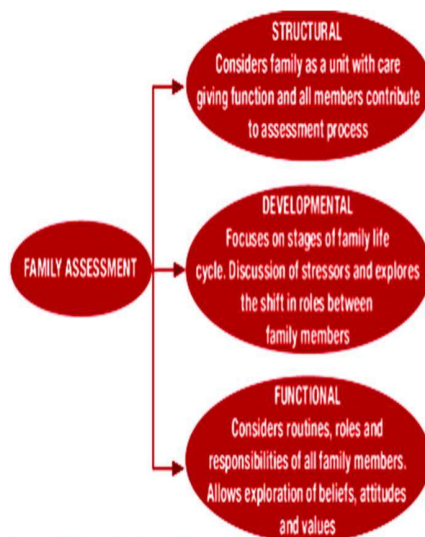 STRUCTURAL
Considers family as a unit with care
giving function and all members contribute
to assessment process
FAMILY ASSESSMENT
DEVELOPMENTAL
Focuses on stages of family life
cycle. Discussion of stressors and explores
the shift in roles between
family members
FUNCTIONAL
Considers routines, roles and
responsibilities of all family members.
Allows exploration of beliefs, attitudes
and values